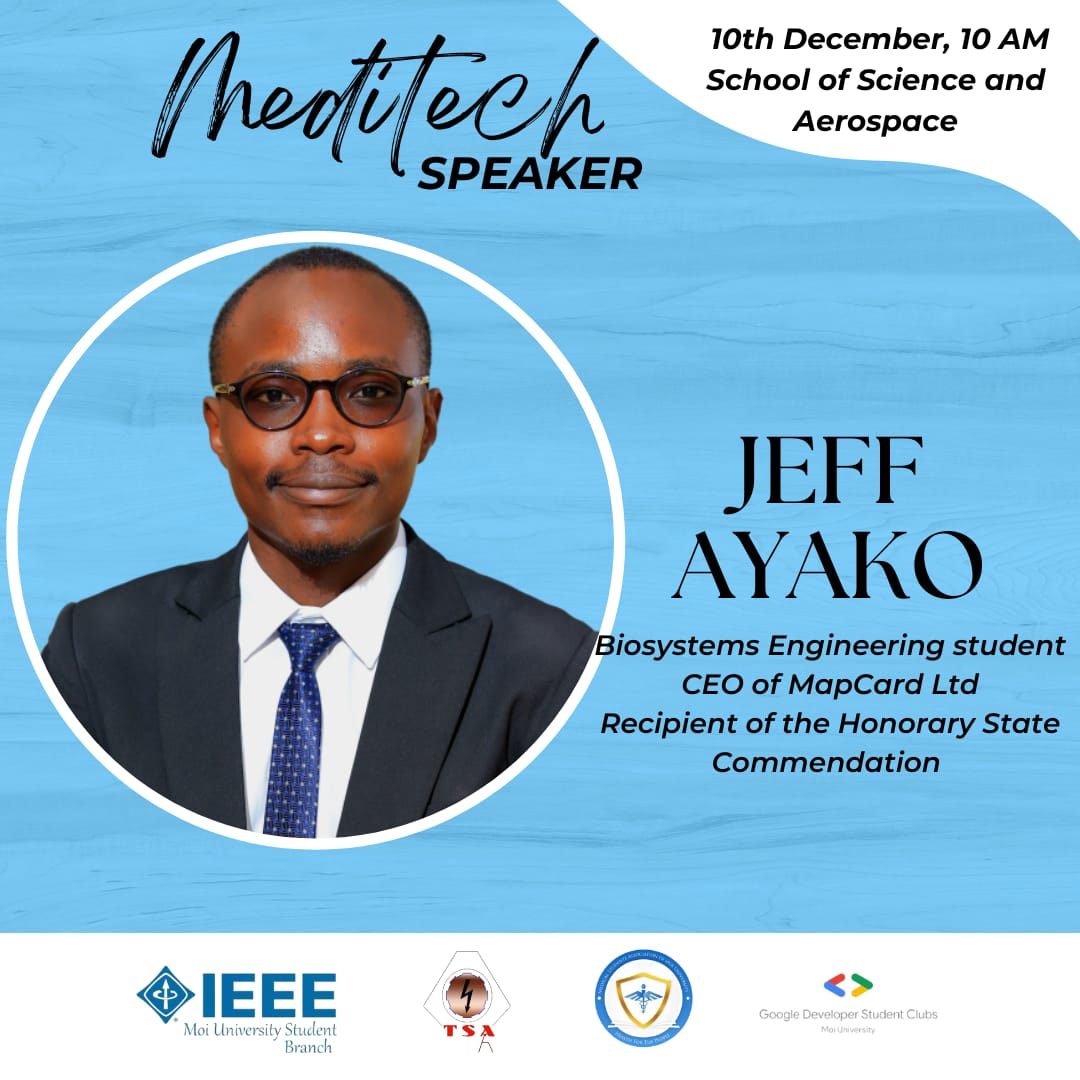 Meditech
SPEAKER
10th December, 10 AM
School of Science and
Aerospace
JEFF
AYAKO
Biosystems Engineering student
CEO of MapCard Ltd
Recipient of the Honorary State
Commendation
IEEE
Moi University Student
Branch
TSA
Google Developer Student Clubs
Moi University